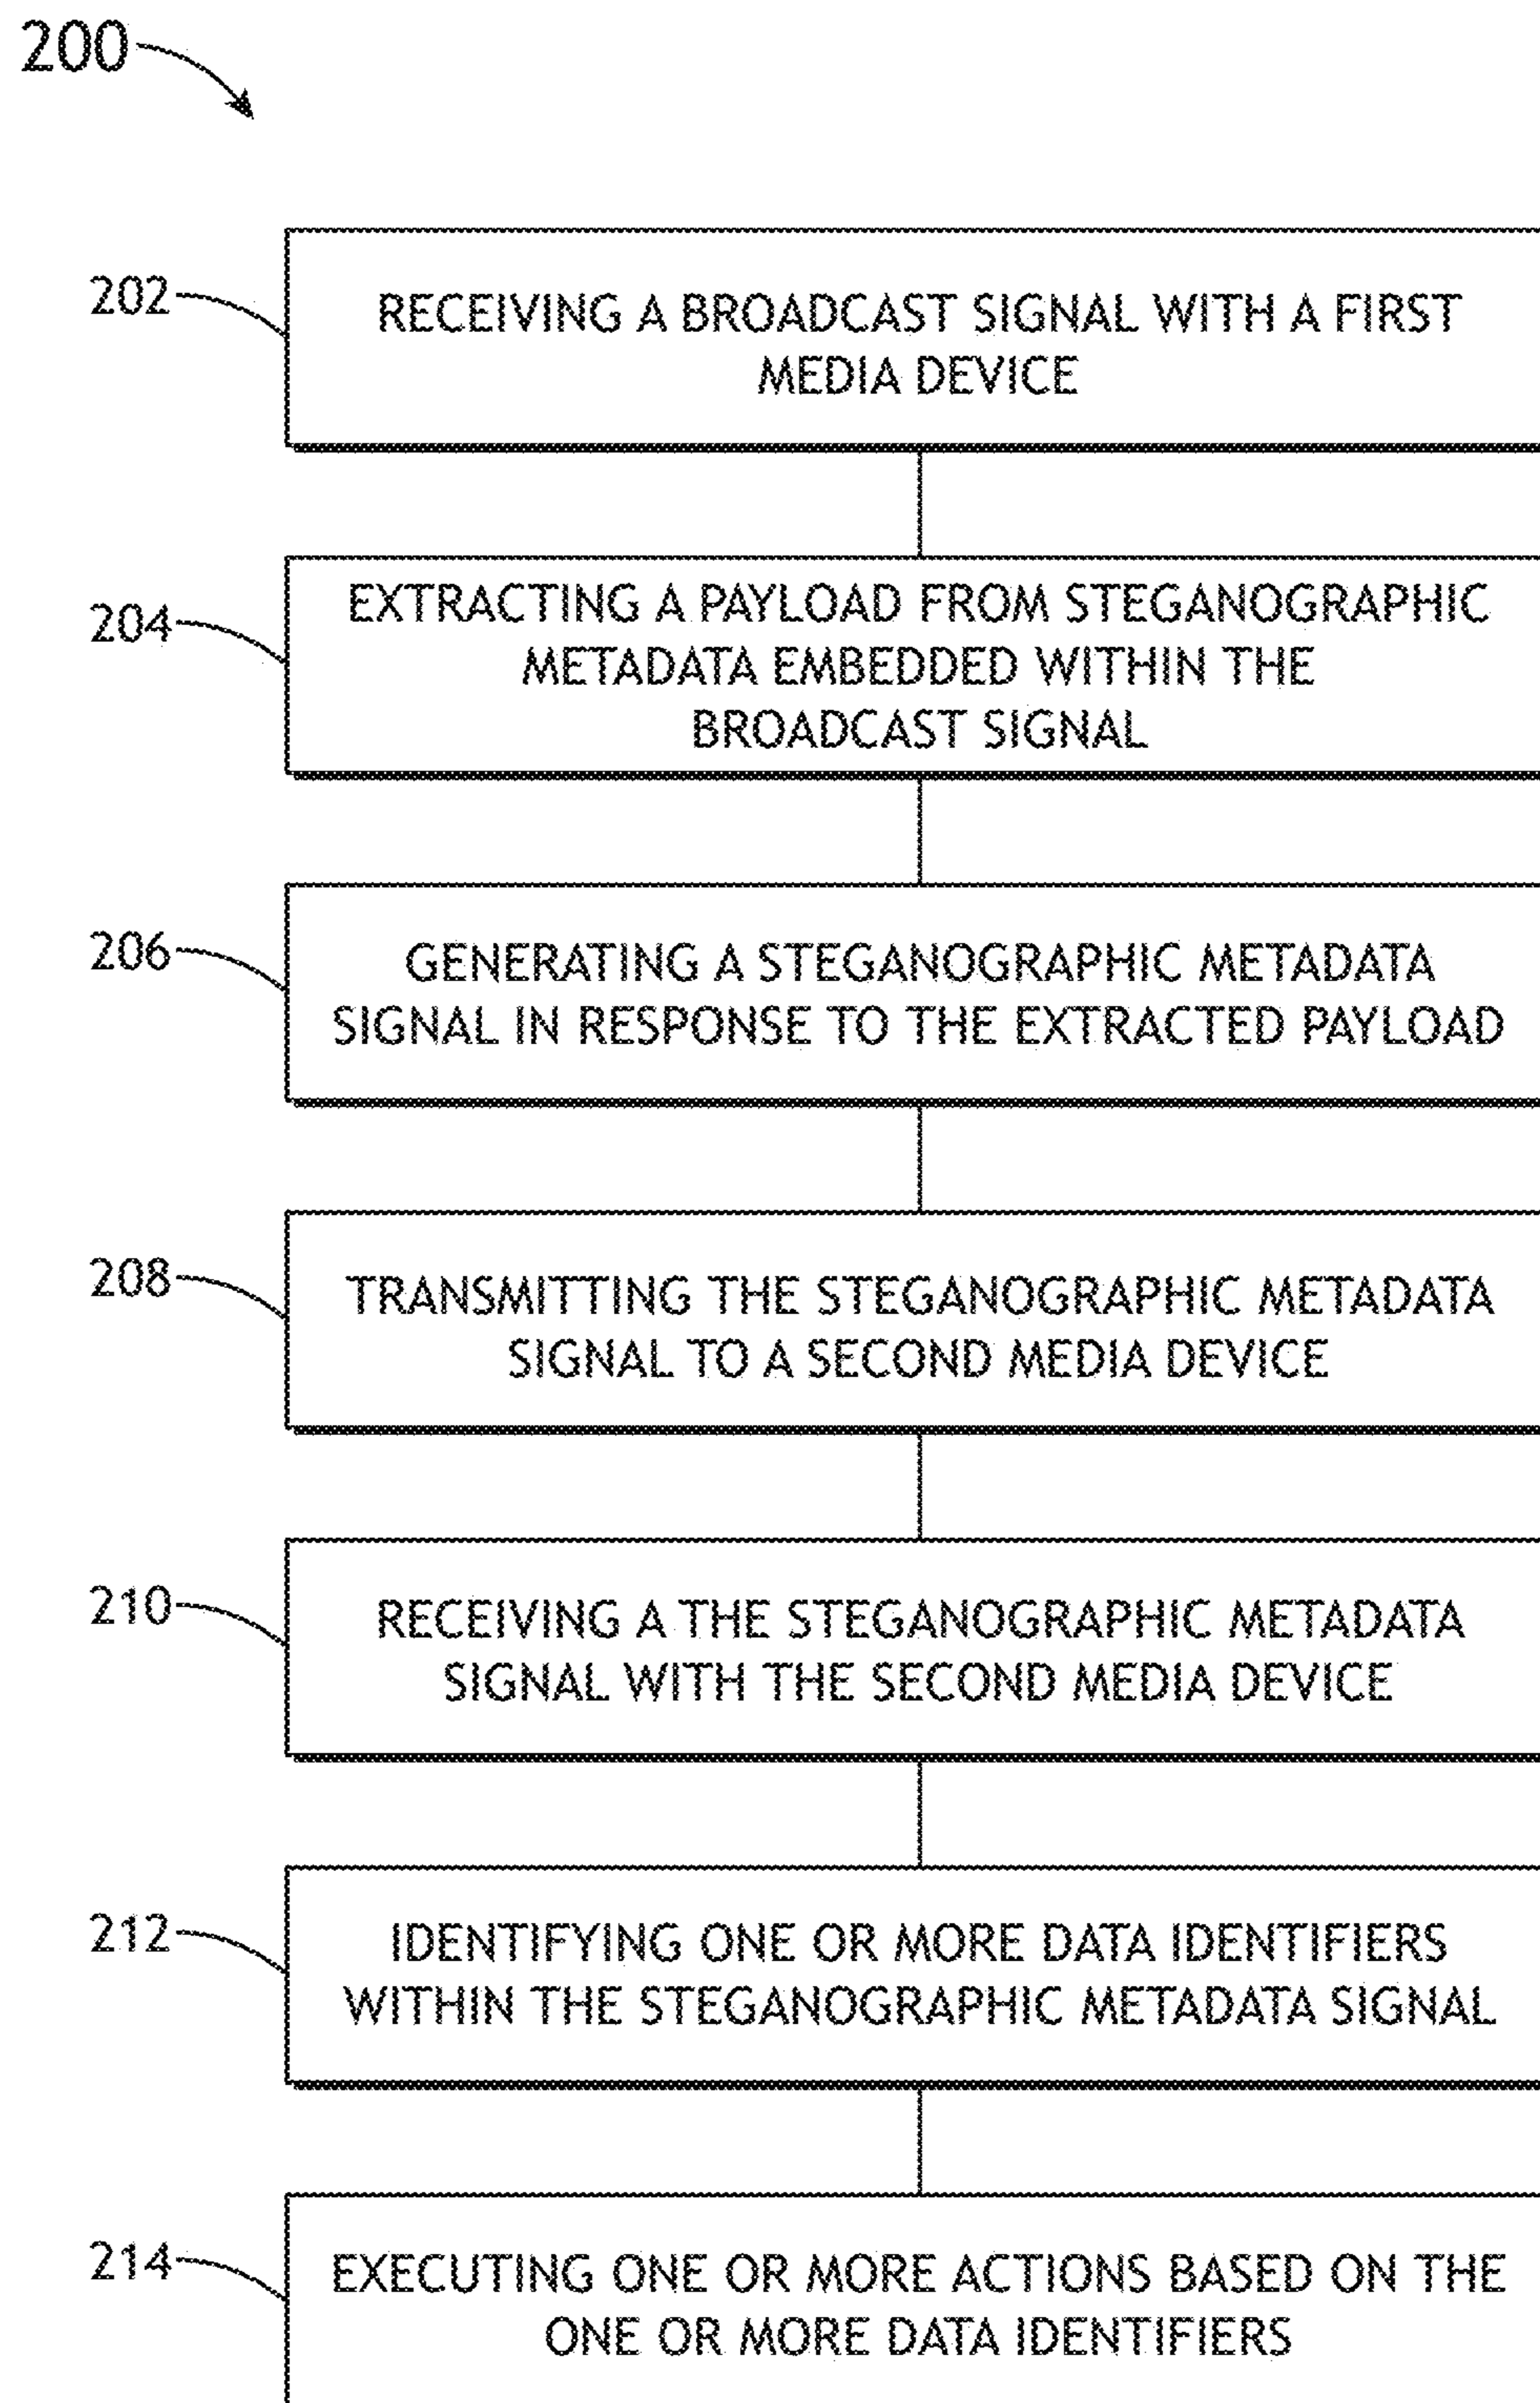 200
202
RECEIVING A BROADCAST SIGNAL WITH A FIRST
MEDIA DEVICE
204
EXTRACTING A PAYLOAD FROM STEGANOGRAPHIC
METADATA EMBEDDED WITHIN THE
BROADCAST SIGNAL
206
GENERATING A STEGANOGRAPHIC METADATA
SIGNAL IN RESPONSE TO THE EXTRACTED PAYLOAD
208
TRANSMITTING THE STEGANOGRAPHIC METADATA
SIGNAL TO A SECOND MEDIA DEVICE
210
RECEIVING A THE STEGANOGRAPHIC METADATA
SIGNAL WITH THE SECOND MEDIA DEVICE
212
IDENTIFYING ONE OR MORE DATA IDENTIFIERS
WITHIN THE STEGANOGRAPHIC METADATA SIGNAL
214
EXECUTING ONE OR MORE ACTIONS BASED ON THE
ONE OR MORE DATA IDENTIFIERS